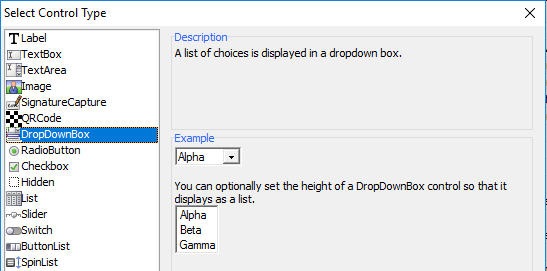 Select Control Type
Label
TextBox
TextArea
Image
SignatureCapture
QRCode
DropDownBox
RadioButton
Checkbox
Hidden
List
Slider
Switch
ButtonList
SpinList
Description
A list of choices is displayed in a dropdown box.
Example
Alpha
You can optionally set the height of a DropDownBox control so that it
displays as a list.
Alpha
Beta
Gamma